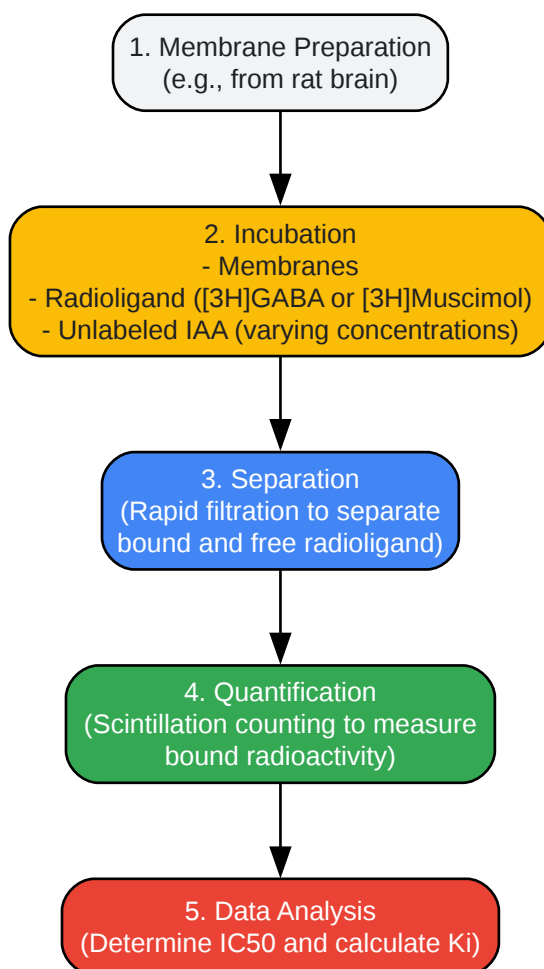 1. Membrane Preparation
(e.g., from rat brain)
2. Incubation
- Membranes
- Radioligand ([3H]GABA or [3H]Muscimol)
- Unlabeled IAA (varying concentrations)
3. Separation
(Rapid filtration to separate
bound and free radioligand)
4. Quantification
(Scintillation counting to measure
bound radioactivity)
5. Data Analysis
(Determine IC50 and calculate Ki)